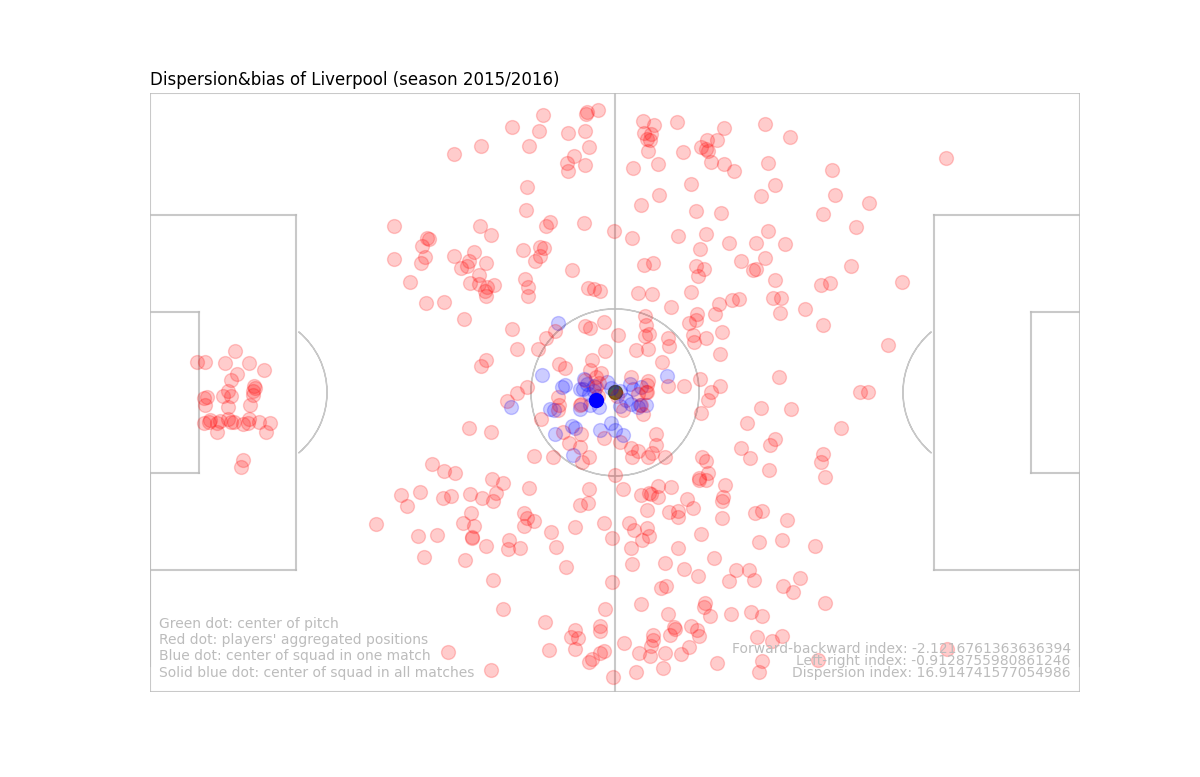 Dispersion&bias of Liverpool (season 2015/2016)
Green dot: center of pitch
Red dot: players' aggregated positions
Blue dot: center of squad in one match
Solid blue dot: center of squad in all matches
Forward-backward index: -2.1216761363636394
Left-right index: -0.9128755980861246
Dispersion index: 16.914741577054986